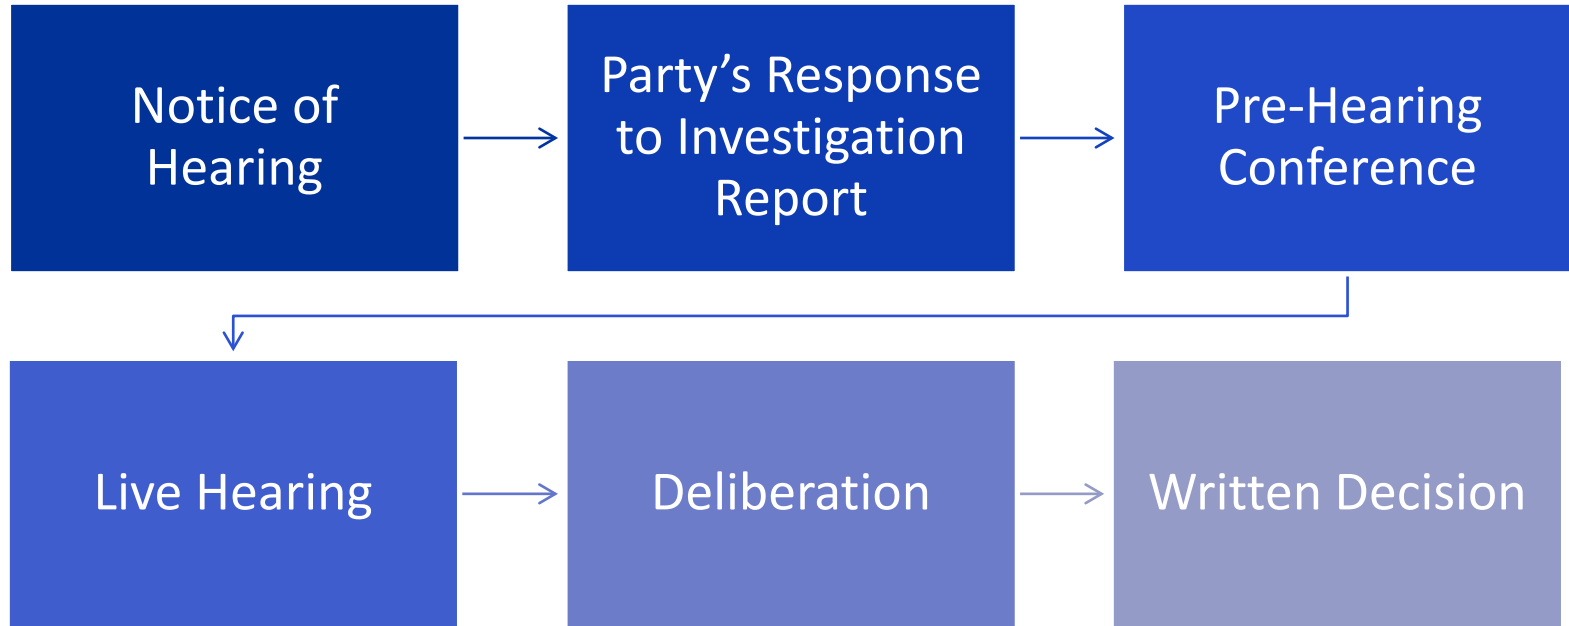 Notice of
Hearing
Party’s Response
to Investigation
Report
Pre-Hearing
Conference
Live Hearing
Deliberation
Written Decision